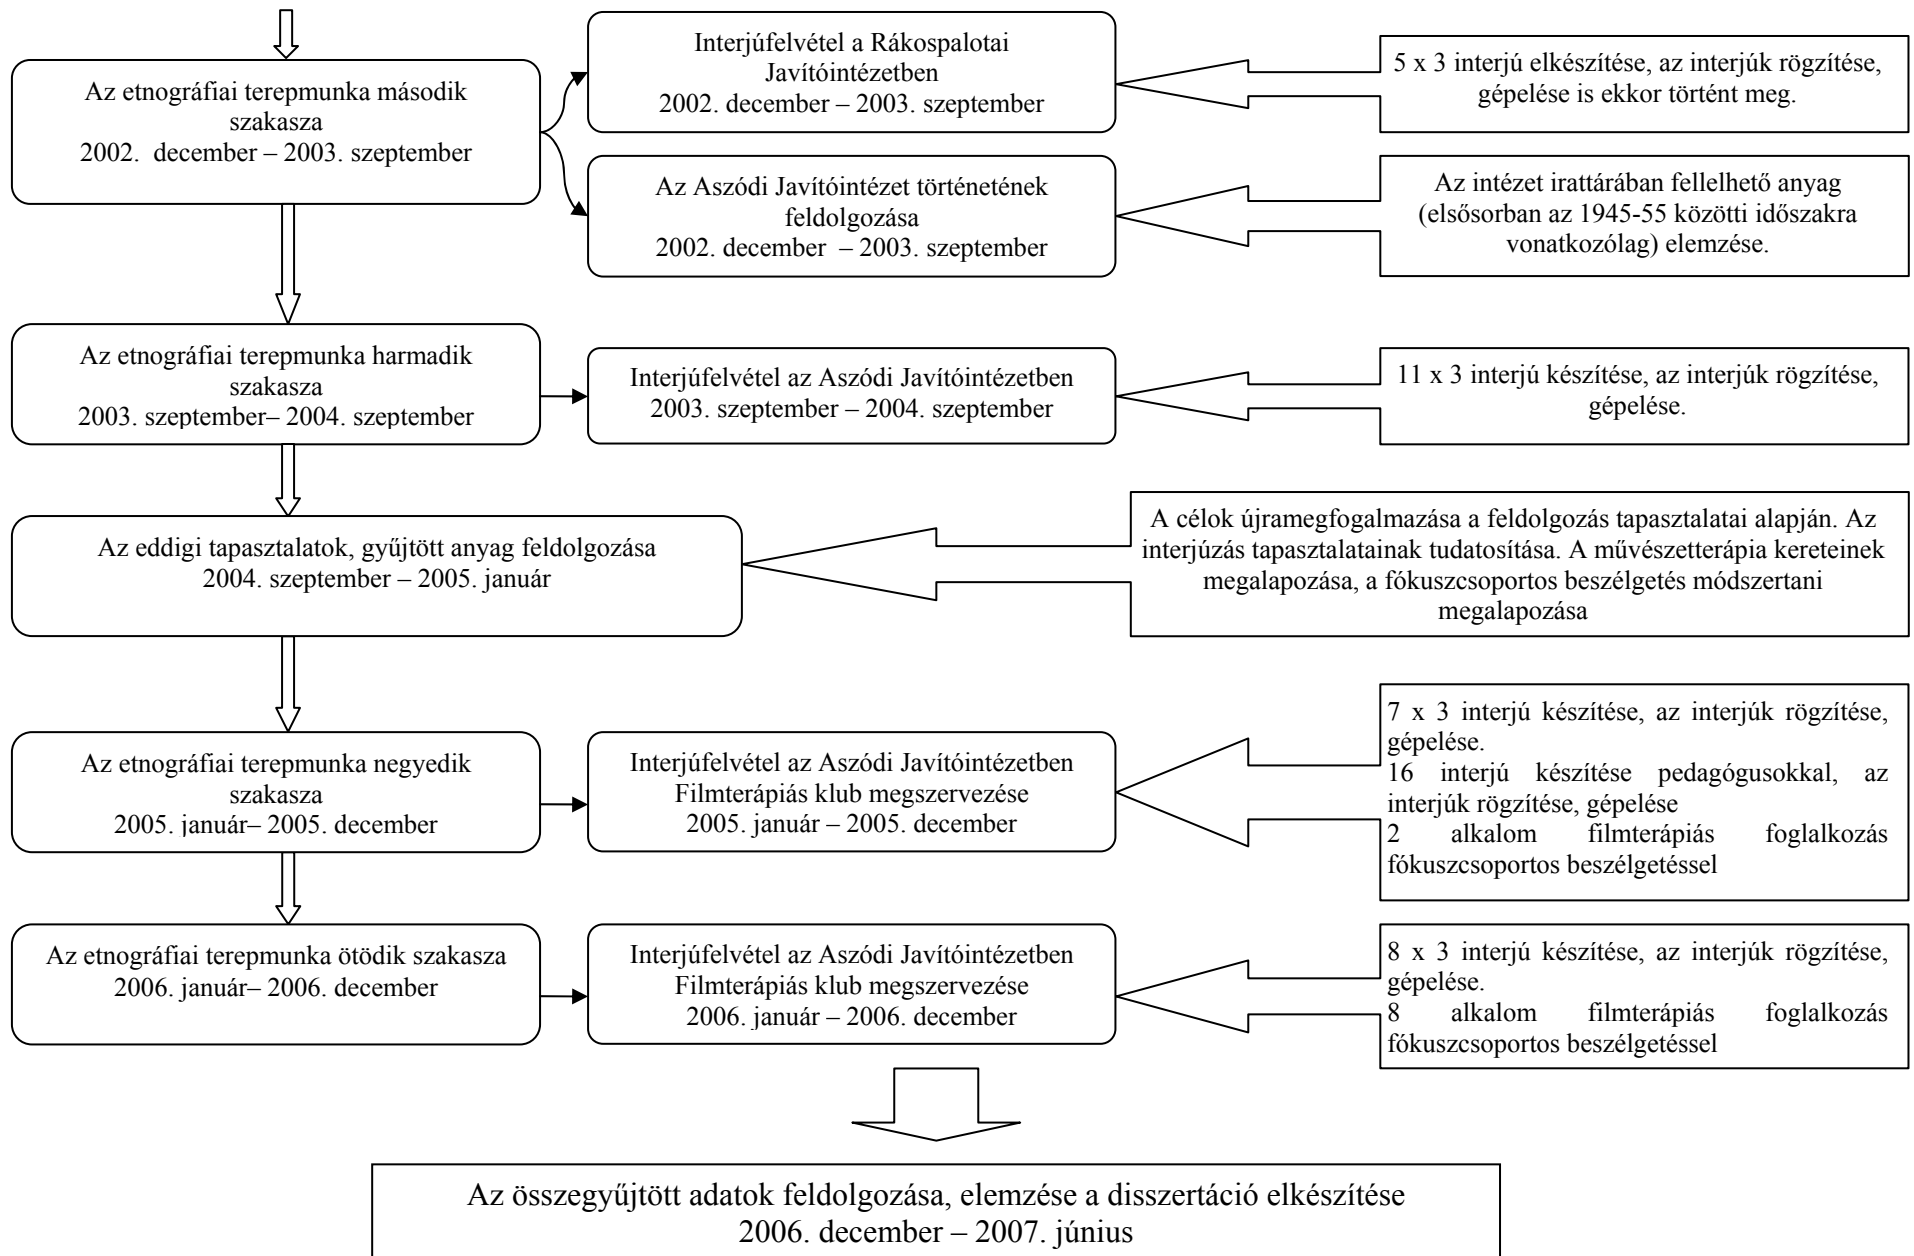 Az etnográfiai terepmunka második
szakasza
2002. december – 2003. szeptember
Interjúfelvétel a Rákospalotai
Javítóintézetben
2002. december – 2003. szeptember
5 x 3 interjú elkészítése, az interjúk rögzítése,
gépelése is ekkor történt meg.
Az Aszódi Javítóintézet történetének
feldolgozása
2002. december – 2003. szeptember
Az intézet irattárában fellelhető anyag
(elsősorban az 1945-55 közötti időszakra
vonatkozólag) elemzése.
Az etnográfiai terepmunka harmadik
szakasza
2003. szeptember– 2004. szeptember
Interjúfelvétel az Aszódi Javítóintézetben
2003. szeptember – 2004. szeptember
11 x 3 interjú készítése, az interjúk rögzítése,
gépelése.
Az eddigi tapasztalatok, gyűjtött anyag feldolgozása
2004. szeptember – 2005. január
A célok újramegfogalmazása a feldolgozás tapasztalatai alapján. Az
interjúzás tapasztalatainak tudatosítása. A művészetterápia kereteinek
megalapozása, a fókuszcsoportos beszélgetés módszertani
megalapozása
Az etnográfiai terepmunka negyedik
szakasza
2005. január– 2005. december
Interjúfelvétel az Aszódi Javítóintézetben
Filmterápiás klub megszervezése
2005. január – 2005. december
7 x 3 interjú készítése, az interjúk rögzítése,
gépelése.
16 interjú készítése pedagógusokkal, az
interjúk rögzítése, gépelése
2 alkalom filmterápiás foglalkozás
fókuszcsoportos beszélgetéssel
Az etnográfiai terepmunka ötödik szakasza
2006. január– 2006. december
Interjúfelvétel az Aszódi Javítóintézetben
Filmterápiás klub megszervezése
2006. január – 2006. december
8 x 3 interjú készítése, az interjúk rögzítése,
gépelése.
8 alkalom filmterápiás foglalkozás
fókuszcsoportos beszélgetéssel
Az összegyűjtött adatok feldolgozása, elemzése a disszertáció elkészítése
2006. december – 2007. június